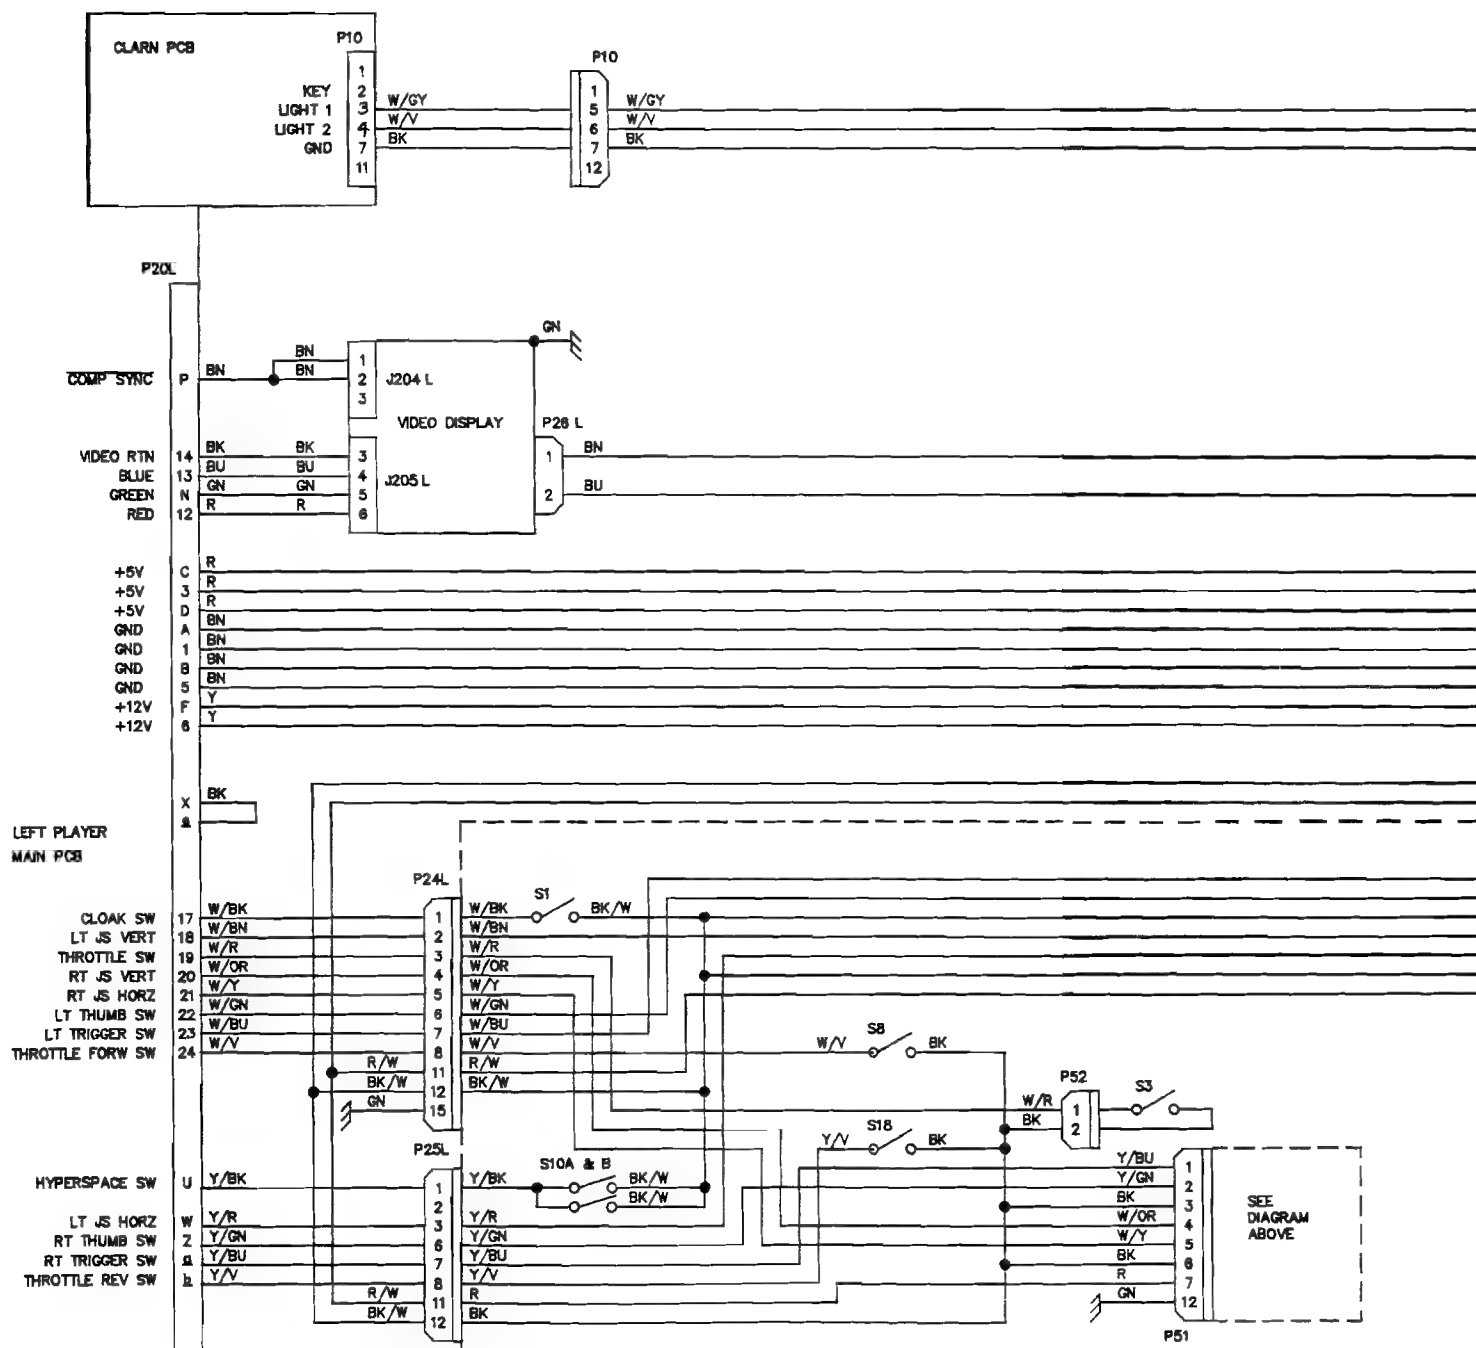 CLARN PCB
P10
1
KEY 2
LIGHT 1 3 W/GY
LIGHT 2 4 W/V
GND 7 BK
11
P10
1
5 W/GY
6 W/V
7 BK
12
P20L
COMP SYNC P BN
BN 1
BN 2
3
J204 L
VIDEO DISPLAY
GN
P26 L
1 BN
2 BU
VIDEO RTN 14 BK BK 3
BLUE 13 BU BU 4
GREEN N GN GN 5
RED 12 R R 6
J205 L
+5V C R
+5V 3 R
+5V D R
GND A BN
GND 1 BN
GND B BN
GND 5 BN
+12V F Y
+12V 6 Y
X BK
e
LEFT PLAYER
MAIN PCB
P24L
CLOAK SW 17 W/BK 1 W/BK S1 BK/W
LT JS VERT 18 W/BN 2 W/BN
THROTTLE SW 19 W/R 3 W/R
RT JS VERT 20 W/OR 4 W/OR
RT JS HORZ 21 W/Y 5 W/Y
LT THUMB SW 22 W/GN 6 W/GN
LT TRIGGER SW 23 W/BU 7 W/BU
THROTTLE FORW SW 24 W/V 8 W/V W/V S8 BK
R/W 11 R/W
BK/W 12 BK/W
GN 15
P52
W/R 1 S3
BK 2
P25L
Y/V S18 BK
HYPERSPACE SW U Y/BK 1 Y/BK S10A & B BK/W
2 BK/W
LT JS HORZ W Y/R 3 Y/R
RT THUMB SW Z Y/GN 6 Y/GN
RT TRIGGER SW a Y/BU 7 Y/BU
THROTTLE REV SW b Y/V 8 Y/V
R/W 11 R
BK/W 12 BK
Y/BU 1
Y/GN 2
BK 3
W/OR 4
W/Y 5
BK 6
R 7
GN 12
P51
SEE
DIAGRAM
ABOVE